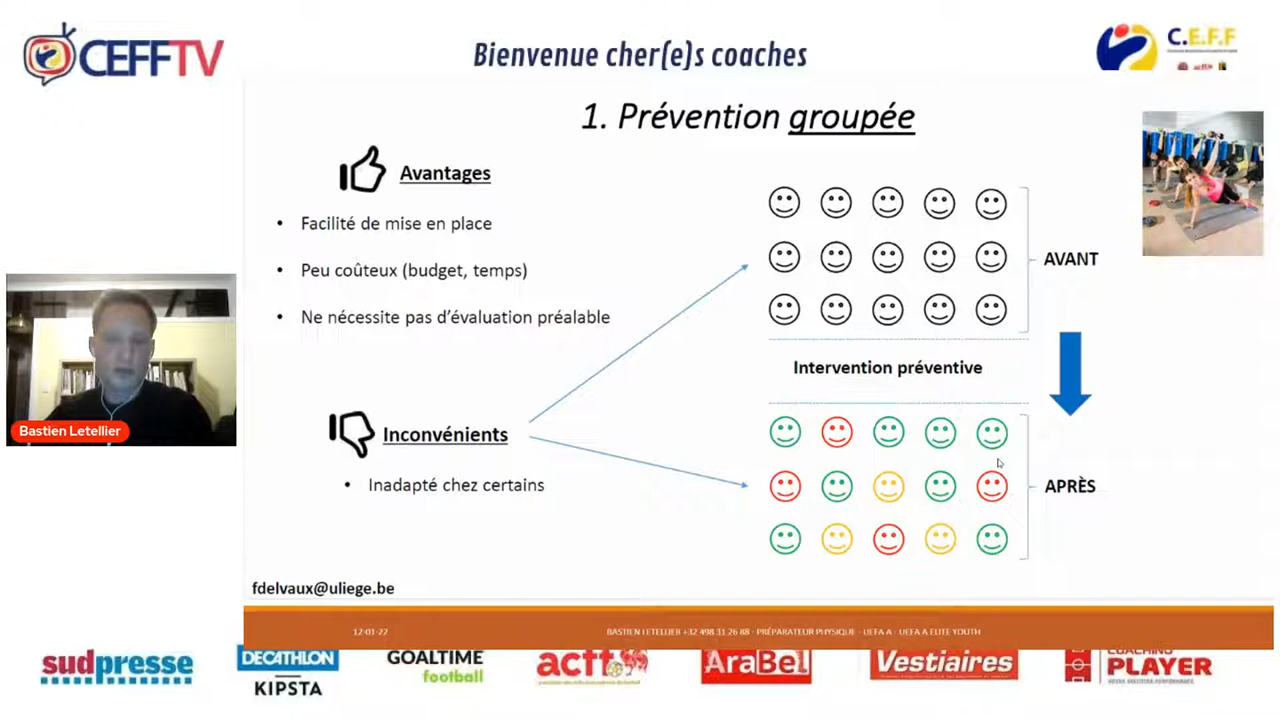 CEFFTV
Bienvenue cher(e)s coaches
C.E.F.F
1. Prévention groupée
Avantages
• Facilité de mise en place
• Peu coûteux (budget, temps)
• Ne nécessite pas d’évaluation préalable
AVANT
Intervention préventive
Inconvénients
• Inadapté chez certains
APRÈS
Bastien Letellier
fdelvaux@uliege.be
12-01-22
BASTIEN LETELLIER +32 498 31 26 88 - PRÉPARATEUR PHYSIQUE - UEFA A - UEFA A ELITE YOUTH
sudpresse
DECATHLON
KIPSTA
GOALTIME
football
actt
AraBel
Vestiaires
COACHING
PLAYER